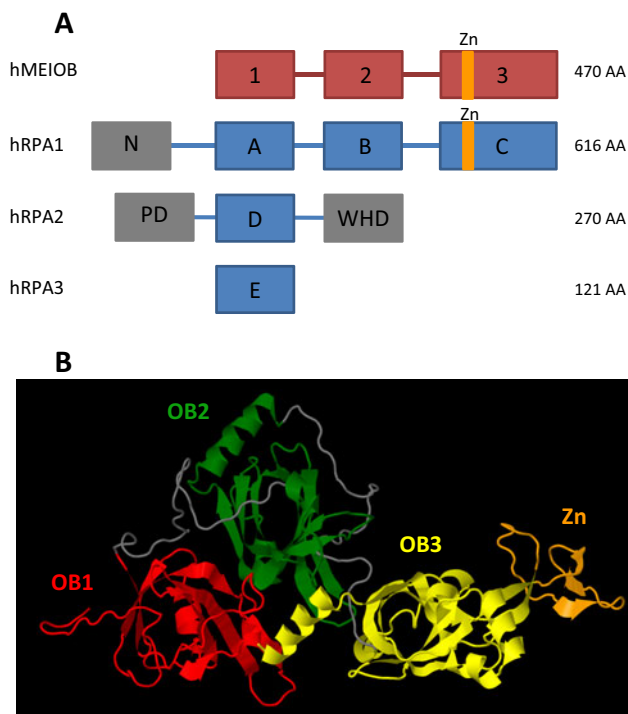 A
Zn
hMEIOB 1 2 3 470 AA
Zn
hRPA1 N A B C 616 AA
hRPA2 PD D WHD 270 AA
hRPA3 E 121 AA
B
OB2
Zn
OB3
OB1